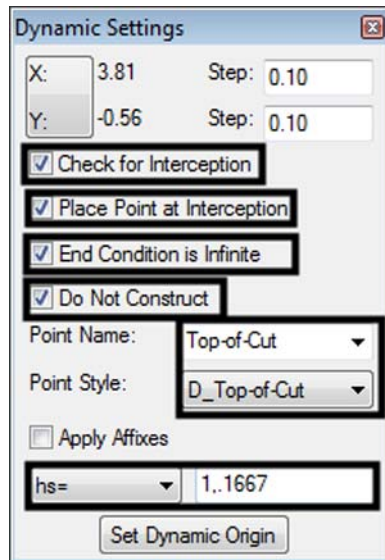 Dynamic Settings
X: 3.81 Step: 0.10
Y: -0.56 Step: 0.10
Check for Interception
Place Point at Interception
End Condition is Infinite
Do Not Construct
Point Name: Top-of-Cut
Point Style: D_Top-of-Cut
Apply Affixes
hs= 1,.1667
Set Dynamic Origin